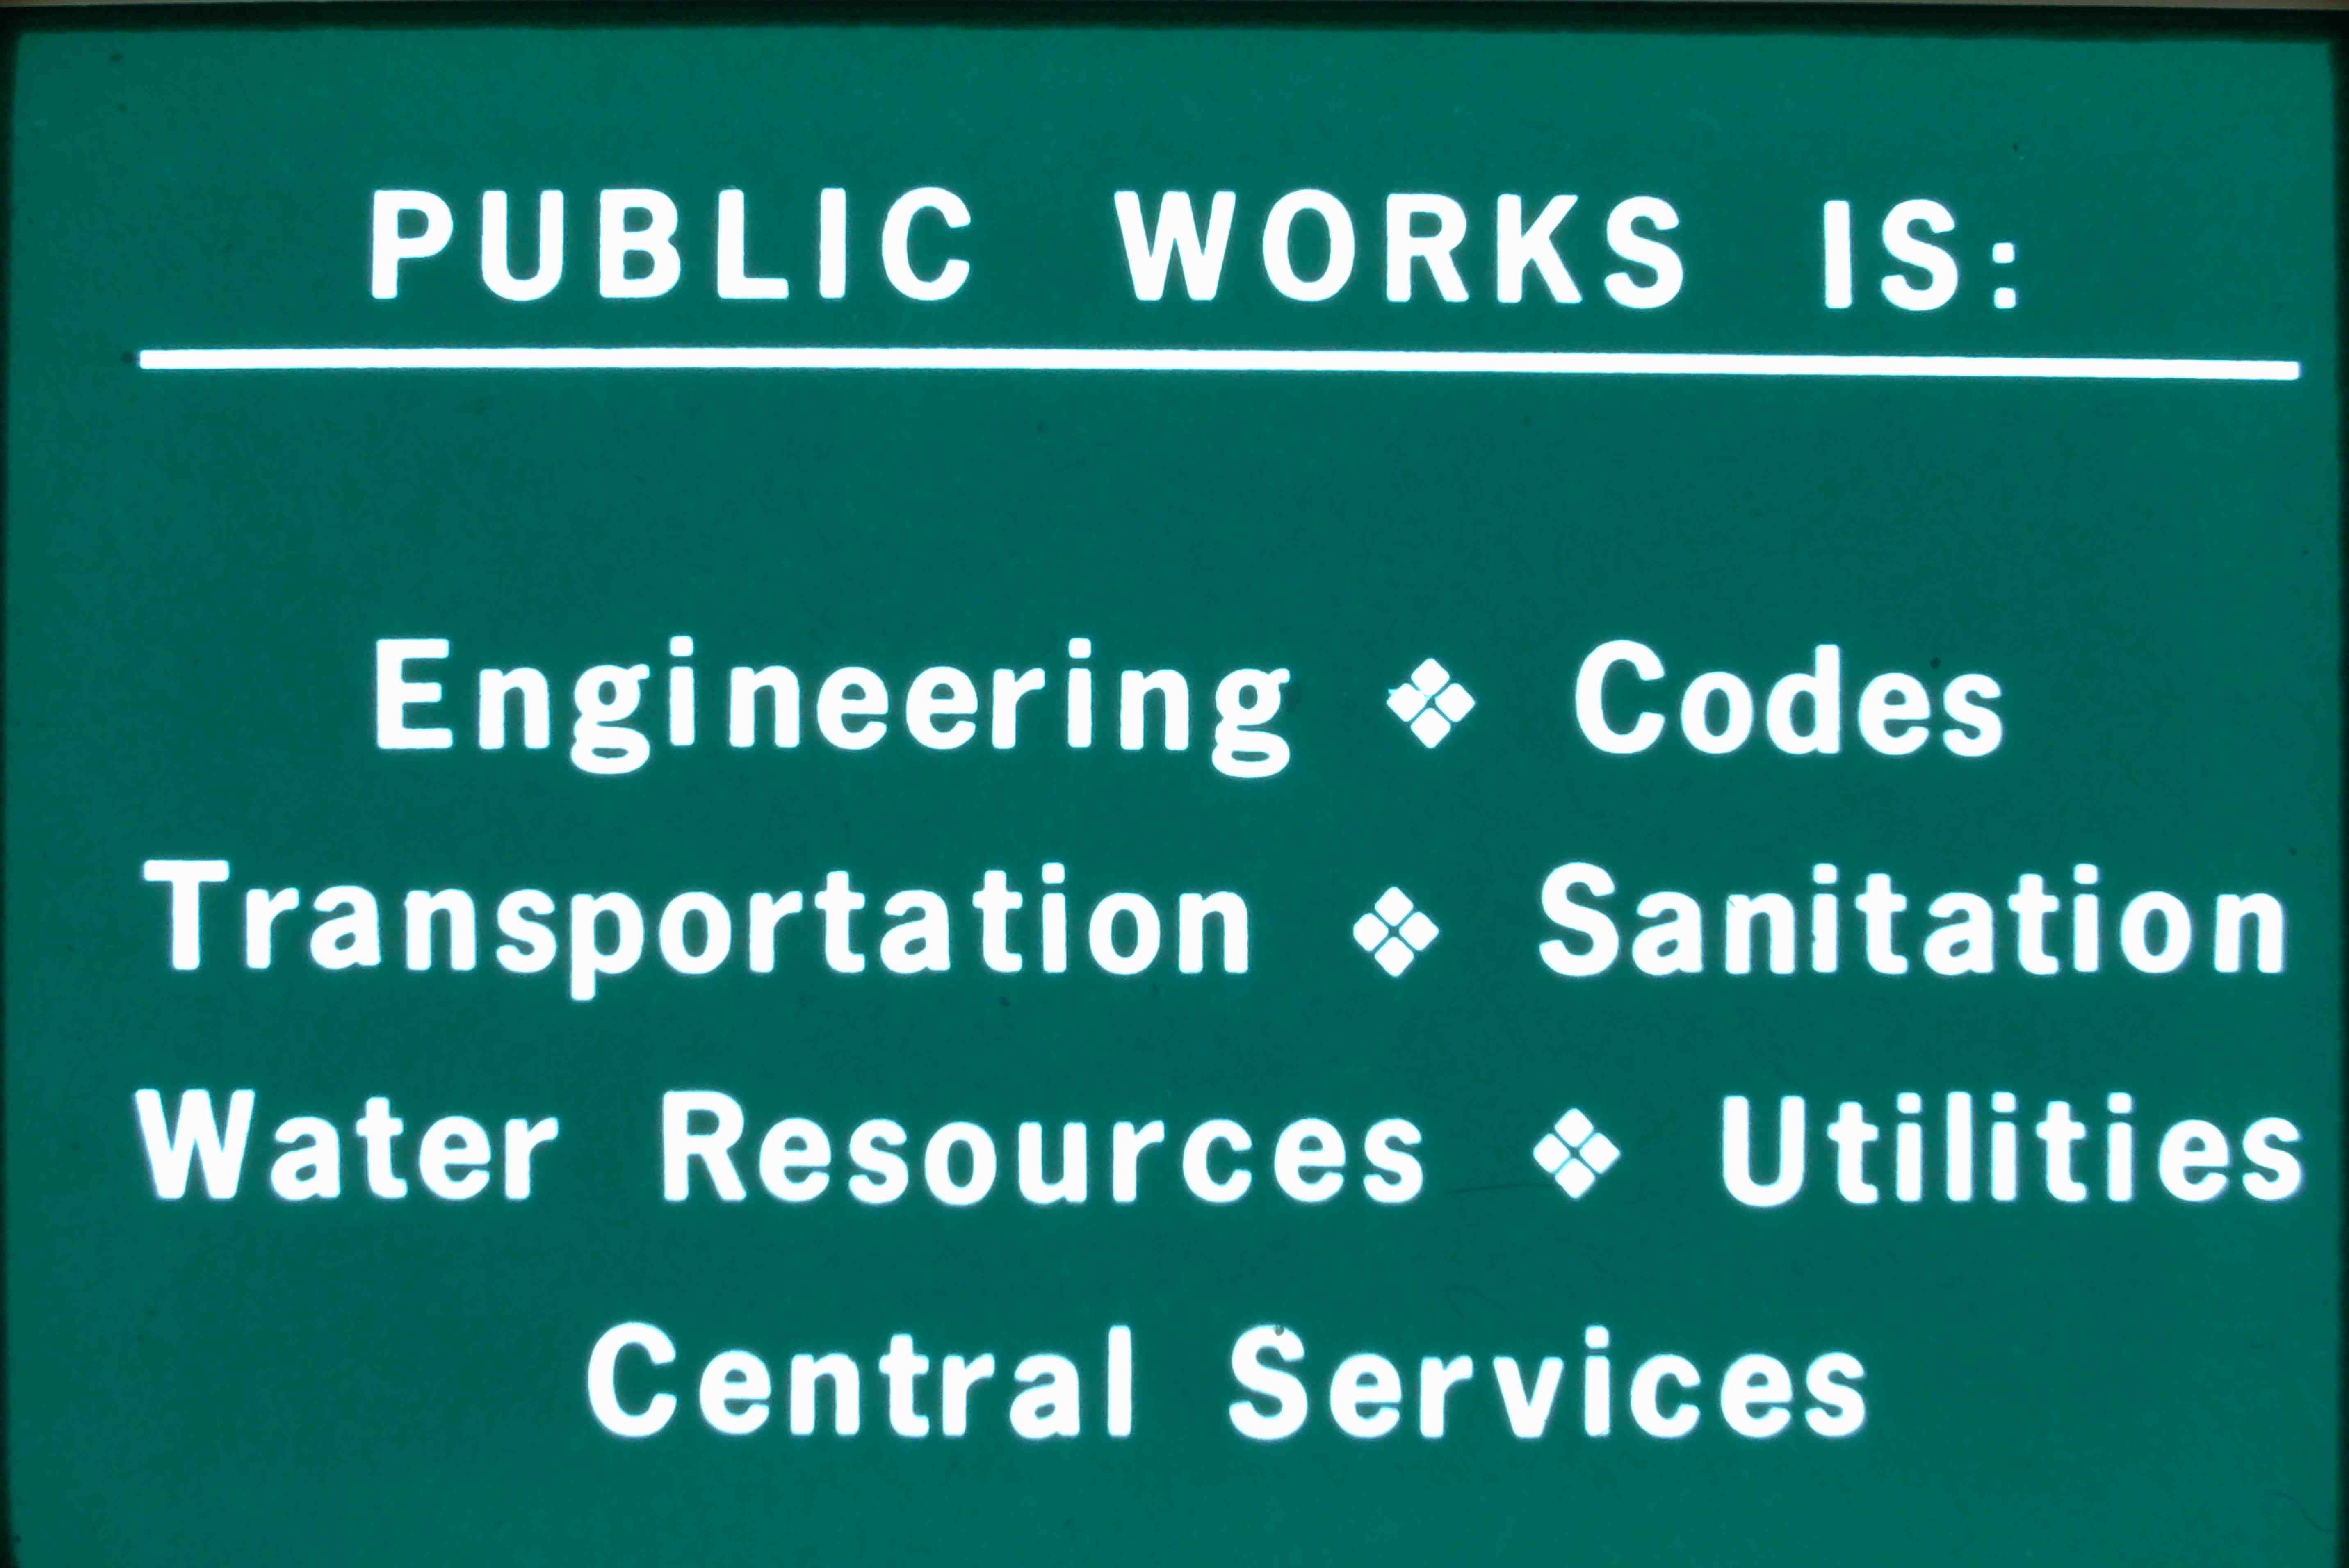 PUBLIC WORKS IS:
Engineering ❖ Codes
Transportation ❖ Sanitation
Water Resources ❖ Utilities
Central Services